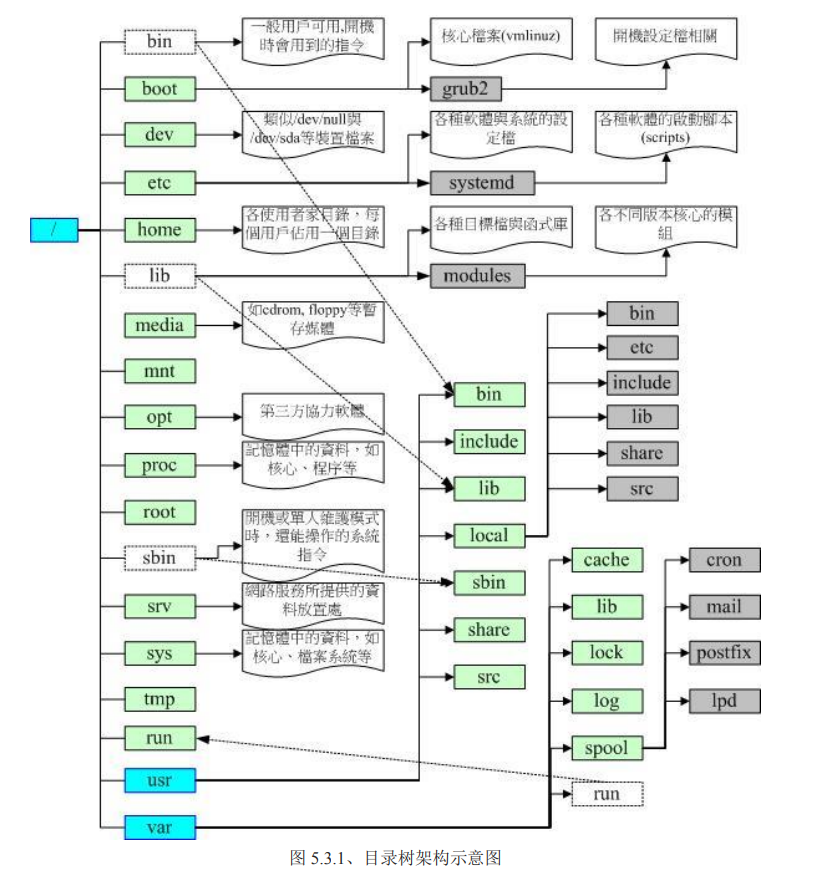 bin
一般用戶可用,開機
時會用到的指令
核心檔案(vmlinuz)
開機設定檔相關
boot
grub2
dev
類似/dev/null與
/dev/sda等裝置檔案
各種軟體與系統的設
定檔
各種軟體的啟動腳本
(scripts)
etc
systemd
/
home
各使用者家目錄，每
個用戶佔用一個目錄
各種目標檔與函式庫
各不同版本核心的模
組
lib
modules
media
如cdrom, floppy等暫
存媒體
mnt
opt
第三方協力軟體
proc
記憶體中的資料，如
核心、程序等
root
sbin
開機或單人維護模式
時，還能操作的系統
指令
srv
網路服務所提供的資
料放置處
sys
記憶體中的資料，如
核心、檔案系統等
tmp
run
usr
var
bin
include
lib
local
sbin
share
src
bin
etc
include
lib
share
src
cache
lib
lock
log
spool
run
cron
mail
postfix
lpd
图 5.3.1、目录树架构示意图